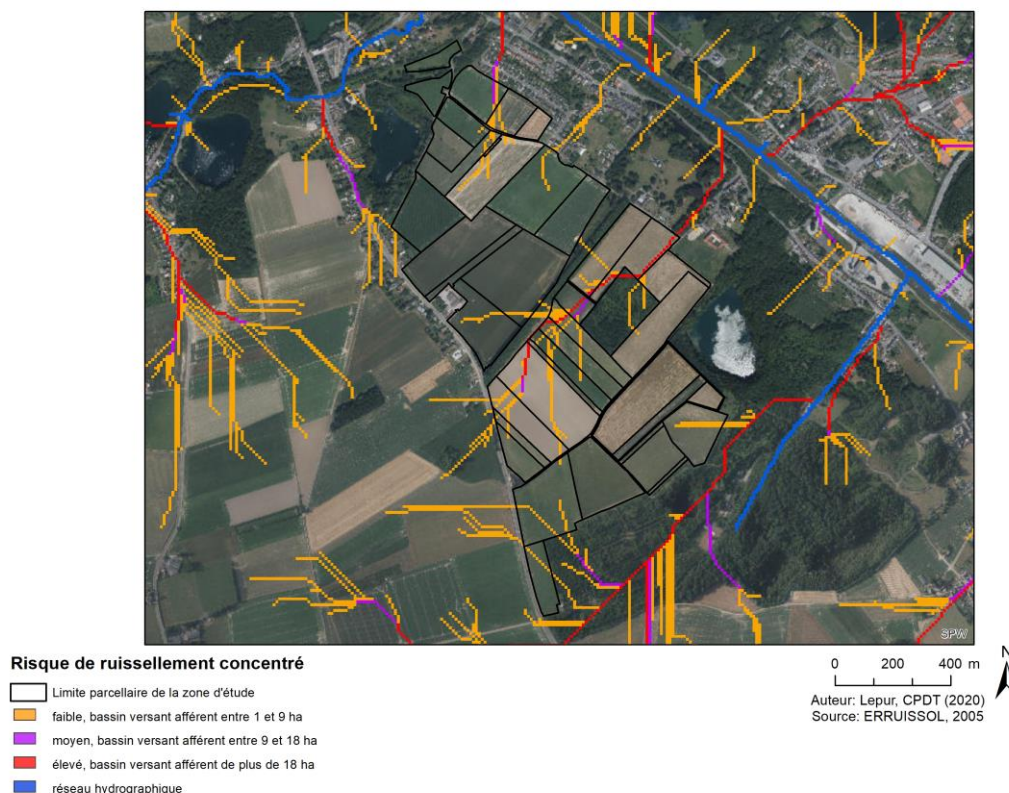 SPW
Risque de ruissellement concentré
Limite parcellaire de la zone d'étude
faible, bassin versant afférent entre 1 et 9 ha
moyen, bassin versant afférent entre 9 et 18 ha
élevé, bassin versant afférent de plus de 18 ha
réseau hydrographique
0 200 400 m
N
Auteur: Lepur, CPDT (2020)
Source: ERRUISSOL, 2005